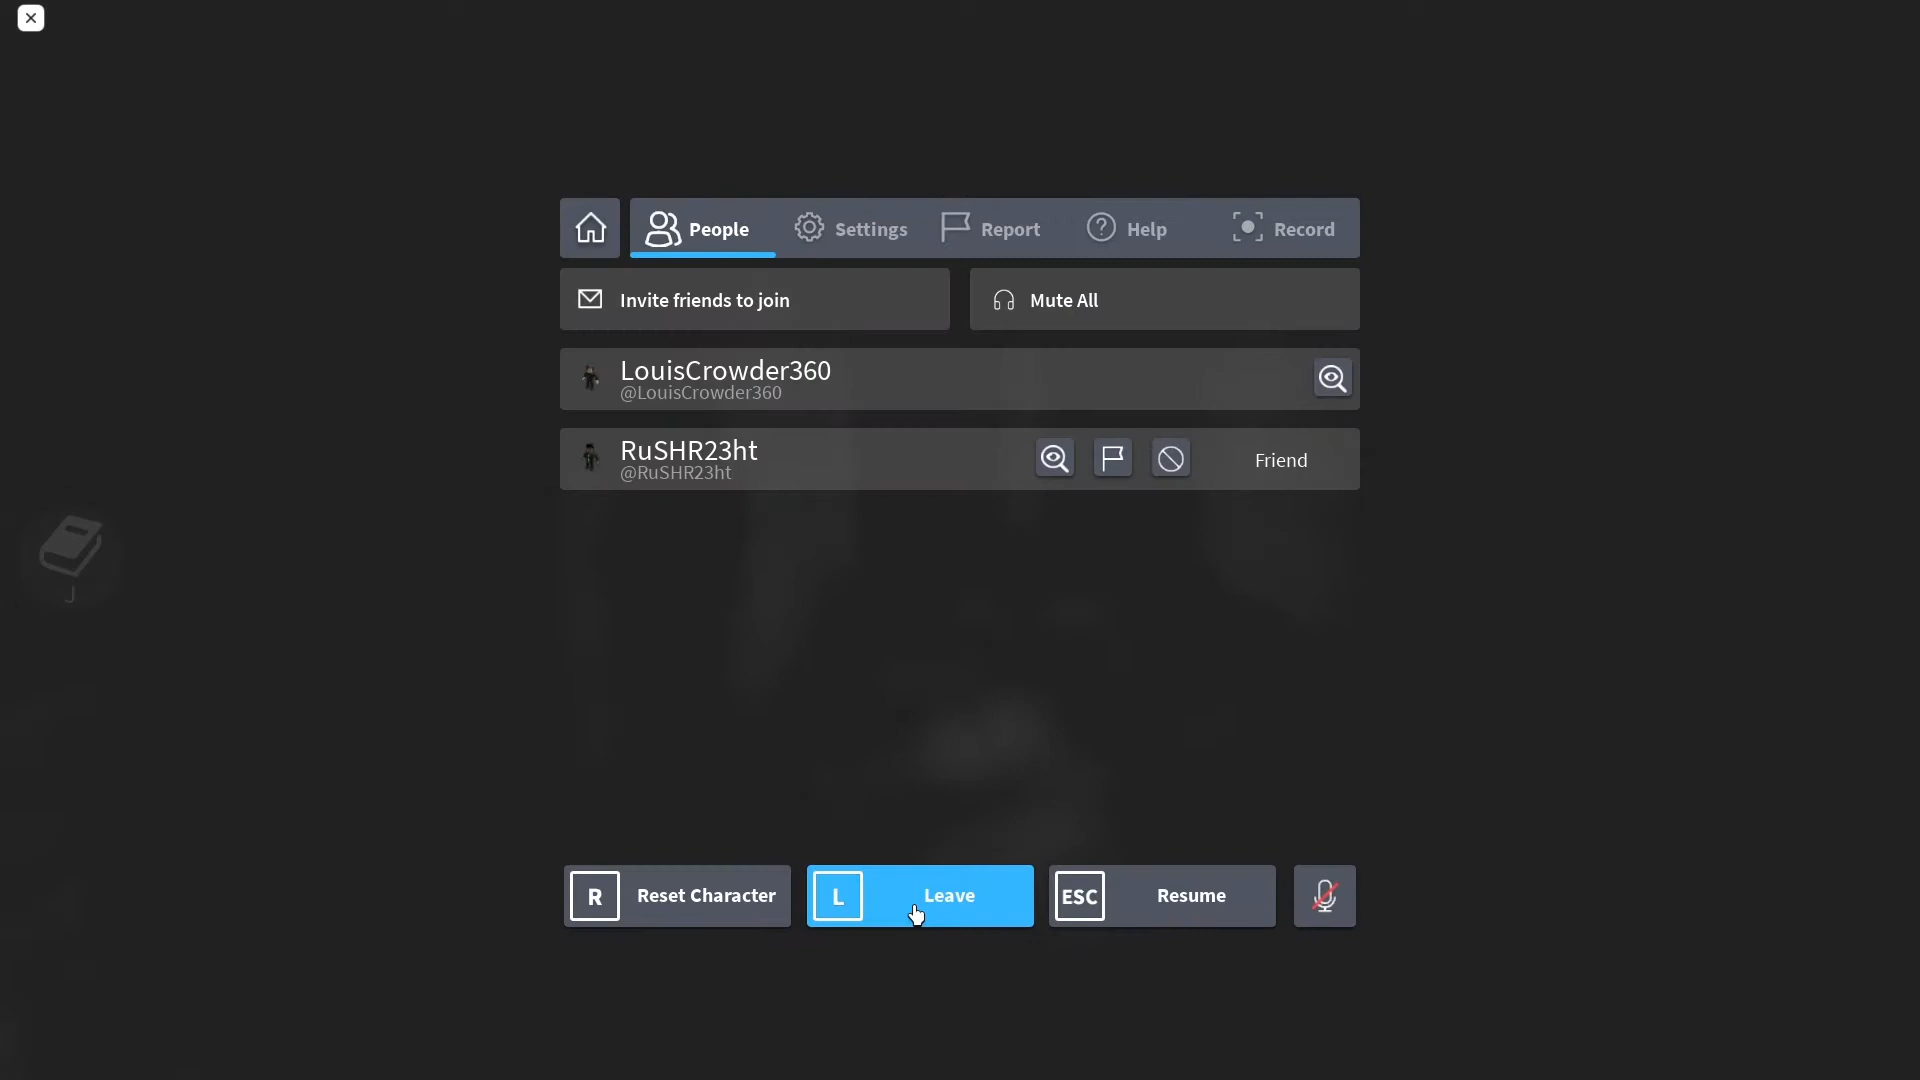 People
Settings
Report
Help
Record
Invite friends to join
Mute All
LouisCrowder360
@LouisCrowder360
RuSHR23ht
@RuSHR23ht
Friend
J
R Reset Character
L Leave
ESC Resume